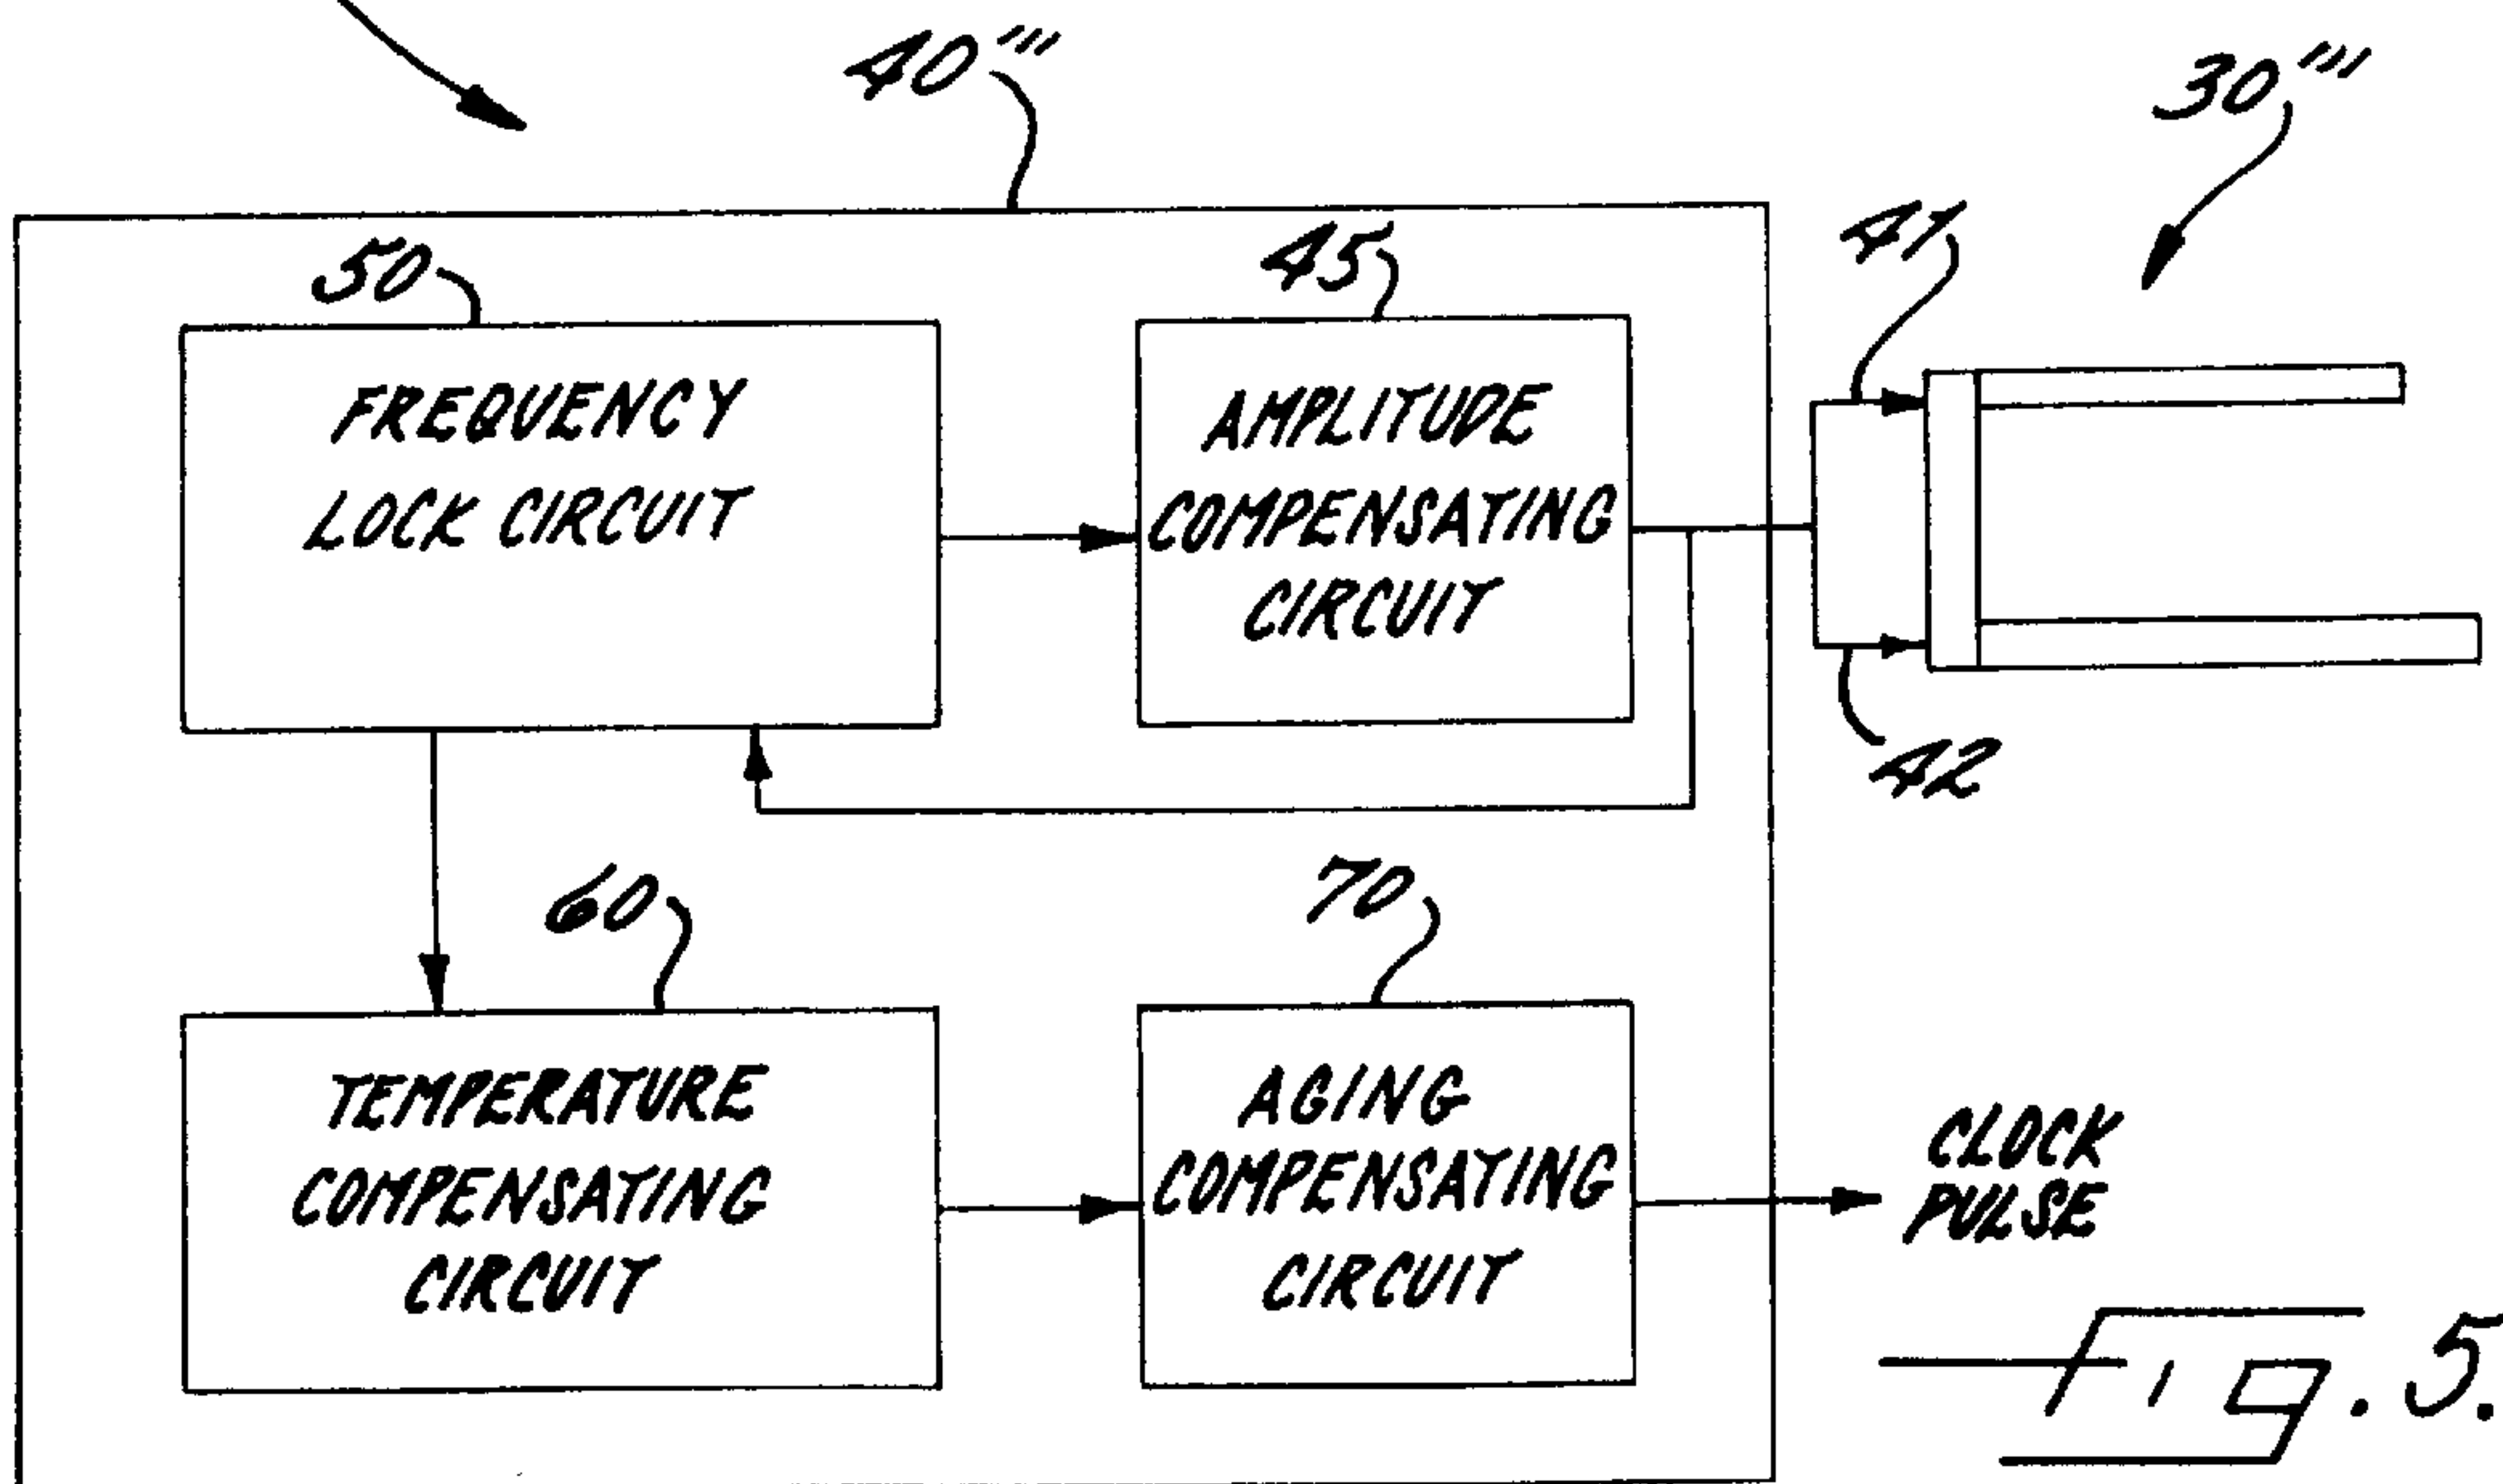 40'''
30'''
50
45
41
FREQUENCY
LOCK CIRCUIT
AMPLITUDE
COMPENSATING
CIRCUIT
42
60
70
TEMPERATURE
COMPENSATING
CIRCUIT
AGING
COMPENSATING
CIRCUIT
CLOCK
PULSE
Fig. 5.